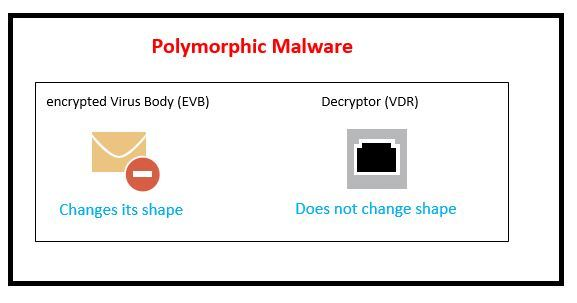 Polymorphic Malware
encrypted Virus Body (EVB)
Decryptor (VDR)
Changes its shape
Does not change shape